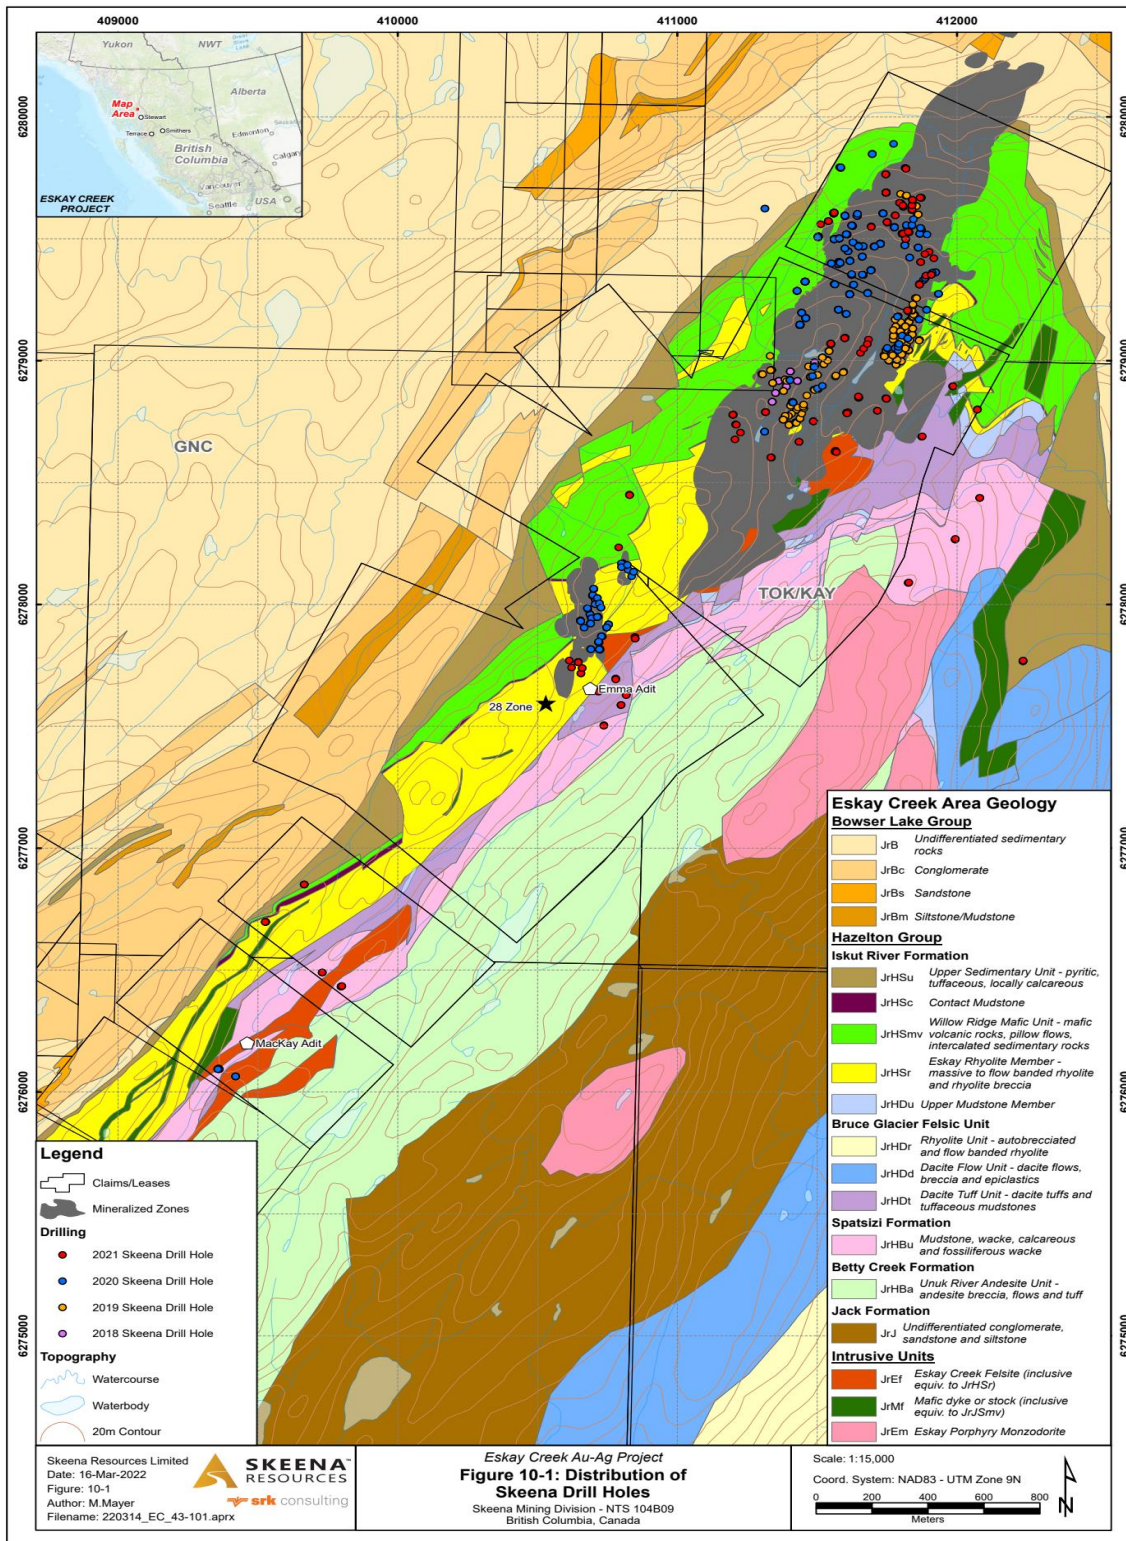 409000
410000
411000
412000
Yukon
NWT
Alberta
Map
Area
Stewart
Smithers
Terrace
Edmonton
British
Columbia
Calgary
Vancouver
Seattle
USA
ESKAY CREEK
PROJECT
6280000
6280000
6279000
6279000
GNC
6278000
6278000
TOK/KAY
Emma Adit
28 Zone
6277000
6277000
MacKay Adit
6276000
6276000
6275000
6275000
Eskay Creek Area Geology
Bowser Lake Group
JrB Undifferentiated sedimentary
rocks
JrBc Conglomerate
JrBs Sandstone
JrBm Siltstone/Mudstone
Hazelton Group
Iskut River Formation
JrHSu Upper Sedimentary Unit - pyritic,
tuffaceous, locally calcareous
JrHSc Contact Mudstone
JrHSmv Willow Ridge Mafic Unit - mafic
volcanic rocks, pillow flows,
intercalated sedimentary rocks
JrHSr Eskay Rhyolite Member -
massive to flow banded rhyolite
and rhyolite breccia
JrHDu Upper Mudstone Member
Bruce Glacier Felsic Unit
JrHDr Rhyolite Unit - autobrecciated
and flow banded rhyolite
JrHDd Dacite Flow Unit - dacite flows,
breccia and epiclastics
JrHDt Dacite Tuff Unit - dacite tuffs and
tuffaceous mudstones
Spatsizi Formation
JrHBu Mudstone, wacke, calcareous
and fossiliferous wacke
Betty Creek Formation
JrHBa Unuk River Andesite Unit -
andesite breccia, flows and tuff
Jack Formation
JrJ Undifferentiated conglomerate,
sandstone and siltstone
Intrusive Units
JrEf Eskay Creek Felsite (inclusive
equiv. to JrHSr)
JrMf Mafic dyke or stock (inclusive
equiv. to JrJSmv)
JrEm Eskay Porphyry Monzodorite
Legend
Claims/Leases
Mineralized Zones
Drilling
2021 Skeena Drill Hole
2020 Skeena Drill Hole
2019 Skeena Drill Hole
2018 Skeena Drill Hole
Topography
Watercourse
Waterbody
20m Contour
Skeena Resources Limited
Date: 16-Mar-2022
Figure: 10-1
Author: M.Mayer
Filename: 220314_EC_43-101.aprx
SKEENA™
RESOURCES
srk consulting
Eskay Creek Au-Ag Project
Figure 10-1: Distribution of
Skeena Drill Holes
Skeena Mining Division - NTS 104B09
British Columbia, Canada
Scale: 1:15,000
Coord. System: NAD83 - UTM Zone 9N
0 200 400 600 800
Meters
N